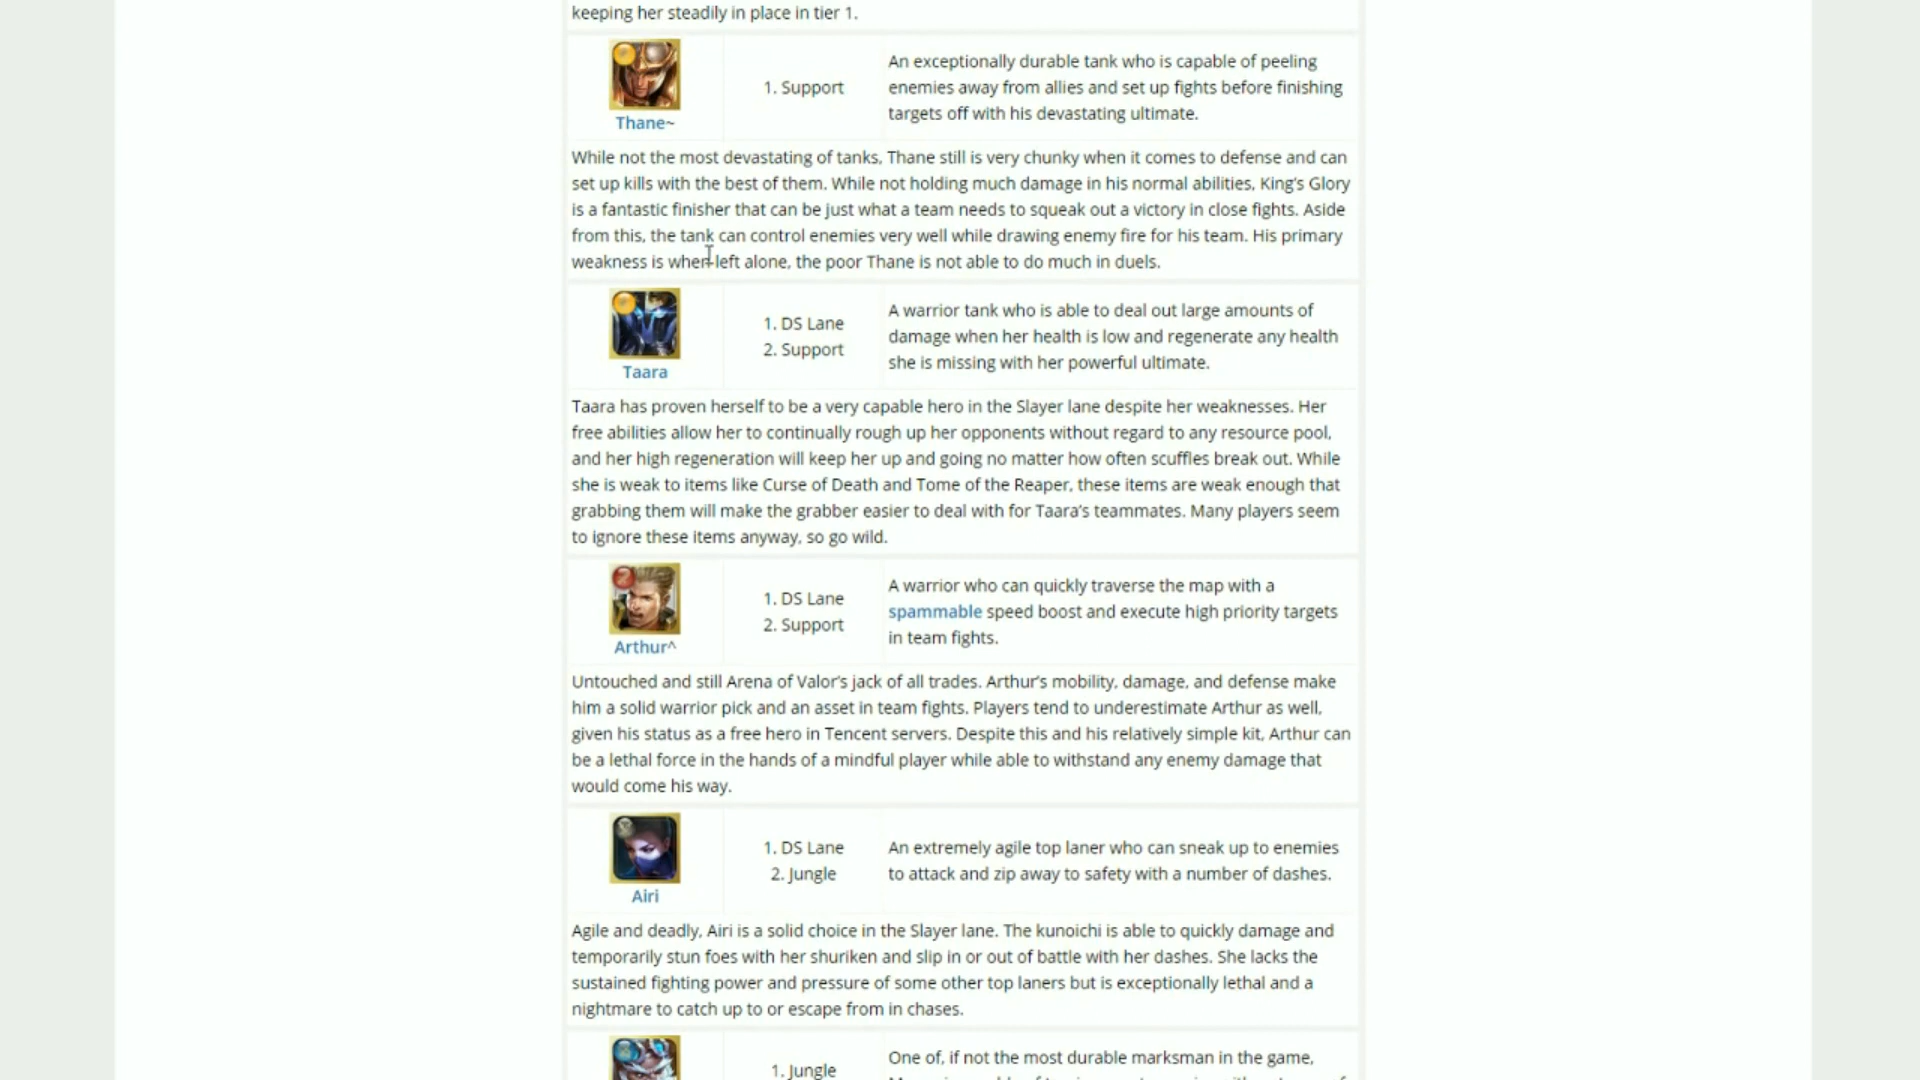 keeping her steadily in place in tier 1.
Thane~
1. Support
An exceptionally durable tank who is capable of peeling
enemies away from allies and set up fights before finishing
targets off with his devastating ultimate.
While not the most devastating of tanks, Thane still is very chunky when it comes to defense and can
set up kills with the best of them. While not holding much damage in his normal abilities, King's Glory
is a fantastic finisher that can be just what a team needs to squeak out a victory in close fights. Aside
from this, the tank can control enemies very well while drawing enemy fire for his team. His primary
weakness is when left alone, the poor Thane is not able to do much in duels.
Taara
1. DS Lane
2. Support
A warrior tank who is able to deal out large amounts of
damage when her health is low and regenerate any health
she is missing with her powerful ultimate.
Taara has proven herself to be a very capable hero in the Slayer lane despite her weaknesses. Her
free abilities allow her to continually rough up her opponents without regard to any resource pool,
and her high regeneration will keep her up and going no matter how often scuffles break out. While
she is weak to items like Curse of Death and Tome of the Reaper, these items are weak enough that
grabbing them will make the grabber easier to deal with for Taara's teammates. Many players seem
to ignore these items anyway, so go wild.
Arthur^
1. DS Lane
2. Support
A warrior who can quickly traverse the map with a
spammable speed boost and execute high priority targets
in team fights.
Untouched and still Arena of Valor's jack of all trades. Arthur's mobility, damage, and defense make
him a solid warrior pick and an asset in team fights. Players tend to underestimate Arthur as well,
given his status as a free hero in Tencent servers. Despite this and his relatively simple kit, Arthur can
be a lethal force in the hands of a mindful player while able to withstand any enemy damage that
would come his way.
Airi
1. DS Lane
2. Jungle
An extremely agile top laner who can sneak up to enemies
to attack and zip away to safety with a number of dashes.
Agile and deadly, Airi is a solid choice in the Slayer lane. The kunoichi is able to quickly damage and
temporarily stun foes with her shuriken and slip in or out of battle with her dashes. She lacks the
sustained fighting power and pressure of some other top laners but is exceptionally lethal and a
nightmare to catch up to or escape from in chases.
1. Jungle
One of, if not the most durable marksman in the game,